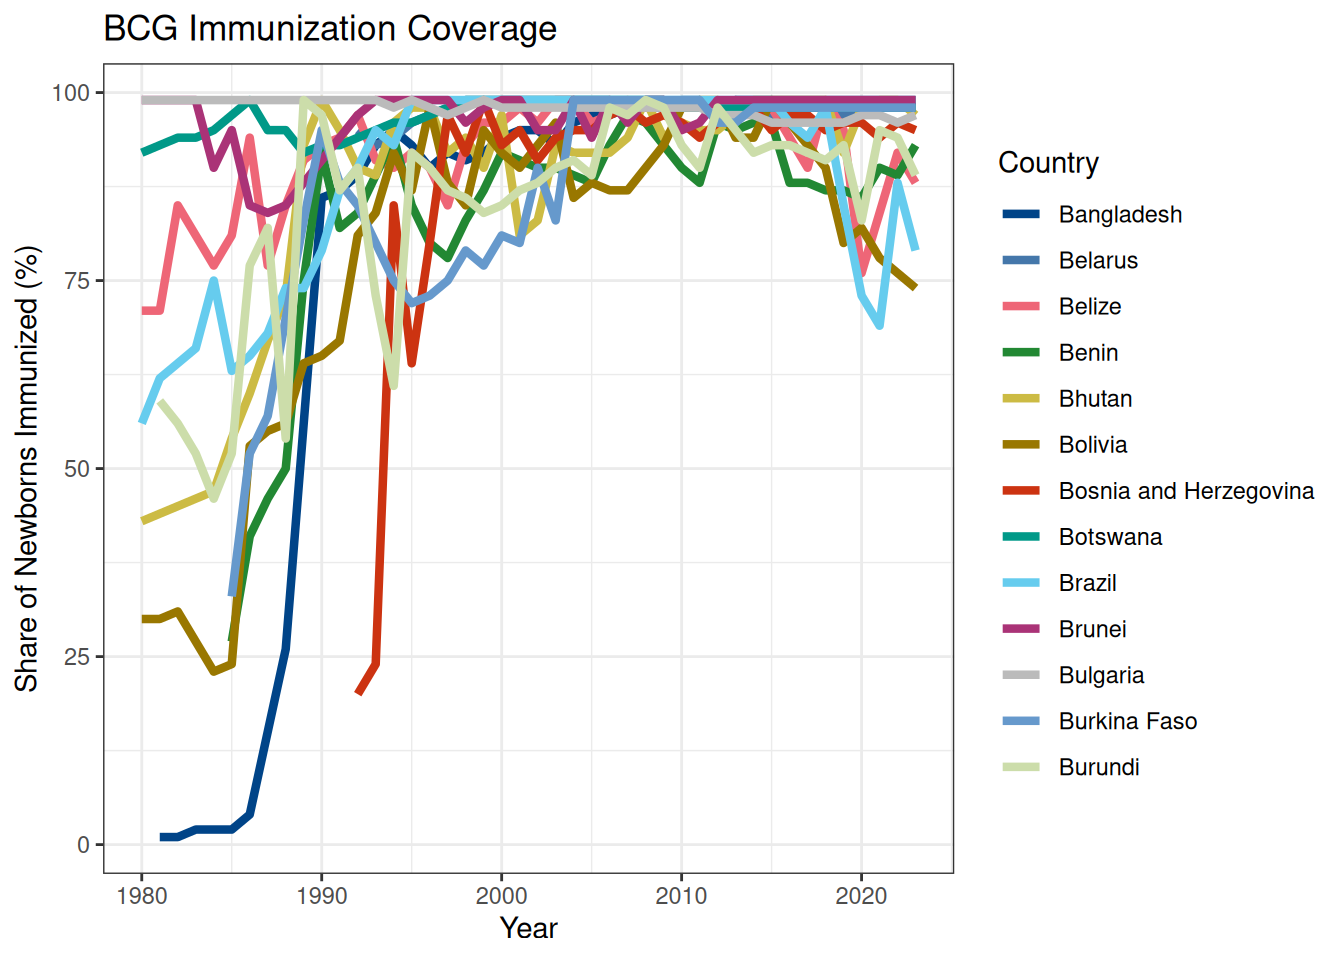 BCG Immunization Coverage
Share of Newborns Immunized (%)
100
75
50
25
0
1980 1990 2000 2010 2020
Year
Country
Bangladesh
Belarus
Belize
Benin
Bhutan
Bolivia
Bosnia and Herzegovina
Botswana
Brazil
Brunei
Bulgaria
Burkina Faso
Burundi